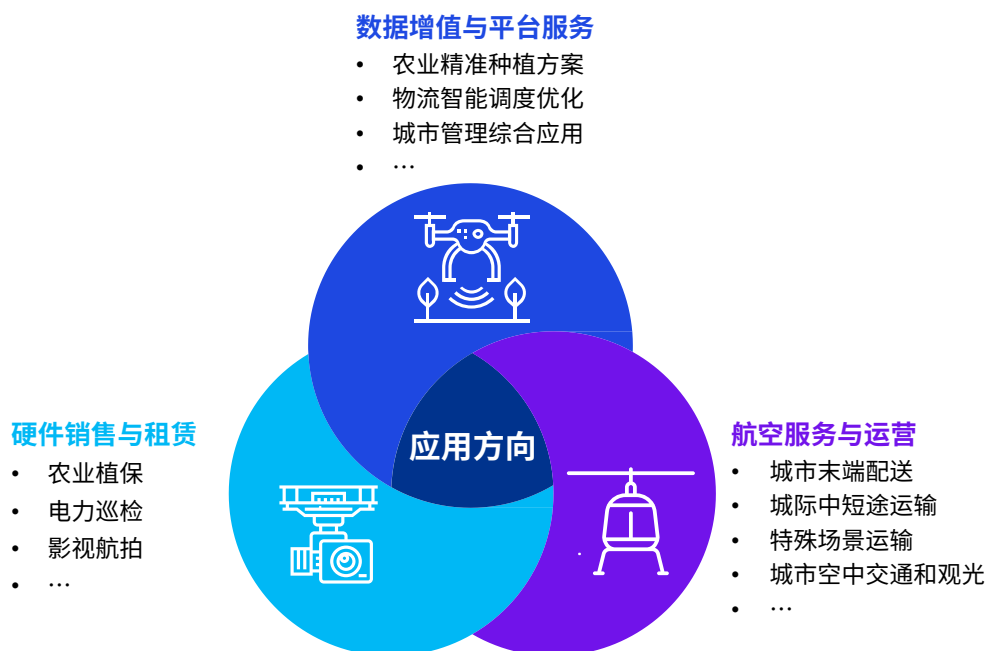 数据增值与平台服务
• 农业精准种植方案
• 物流智能调度优化
• 城市管理综合应用
• …
应用方向
硬件销售与租赁
• 农业植保
• 电力巡检
• 影视航拍
• …
航空服务与运营
• 城市末端配送
• 城际中短途运输
• 特殊场景运输
• 城市空中交通和观光
• …